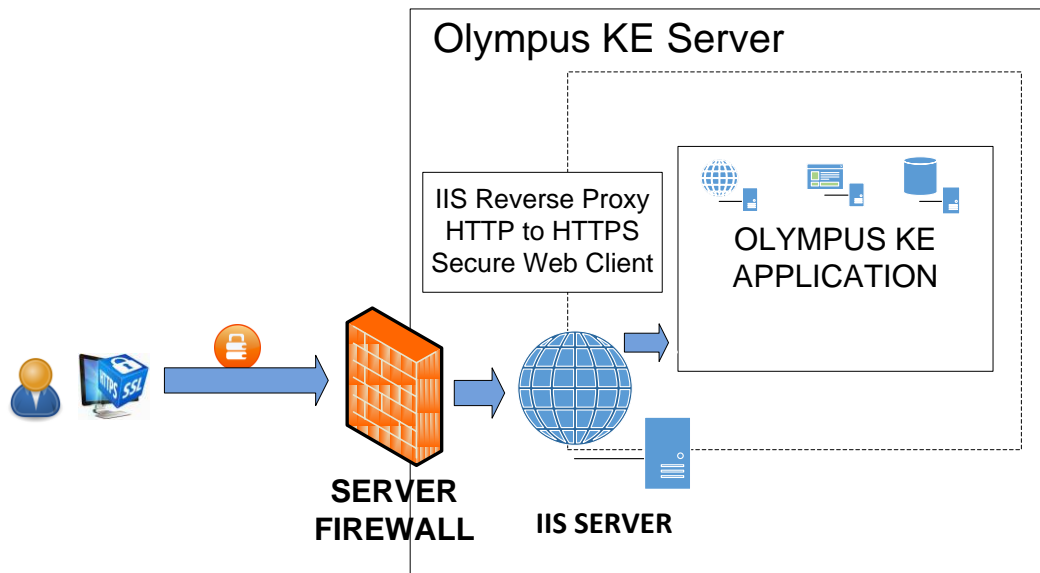 Olympus KE Server
IIS Reverse Proxy
HTTP to HTTPS
Secure Web Client
OLYMPUS KE
APPLICATION
HTTPS
SSL
SERVER
FIREWALL
IIS SERVER